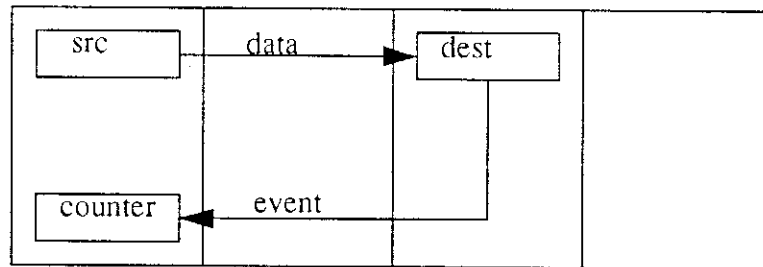 src
data
dest
counter
event